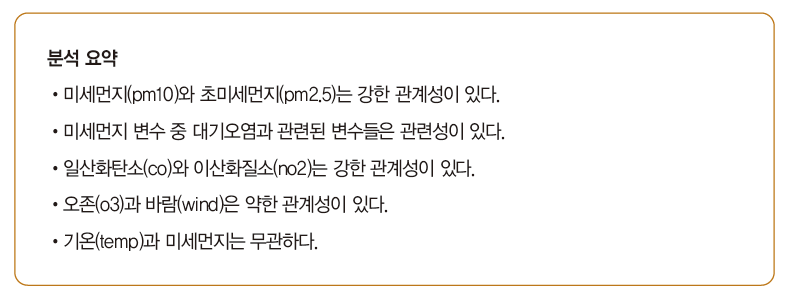 분석 요약
• 미세먼지(pm10)와 초미세먼지(pm2.5)는 강한 관계성이 있다.
• 미세먼지 변수 중 대기오염과 관련된 변수들은 관련성이 있다.
• 일산화탄소(co)와 이산화질소(no2)는 강한 관계성이 있다.
• 오존(o3)과 바람(wind)은 약한 관계성이 있다.
• 기온(temp)과 미세먼지는 무관하다.